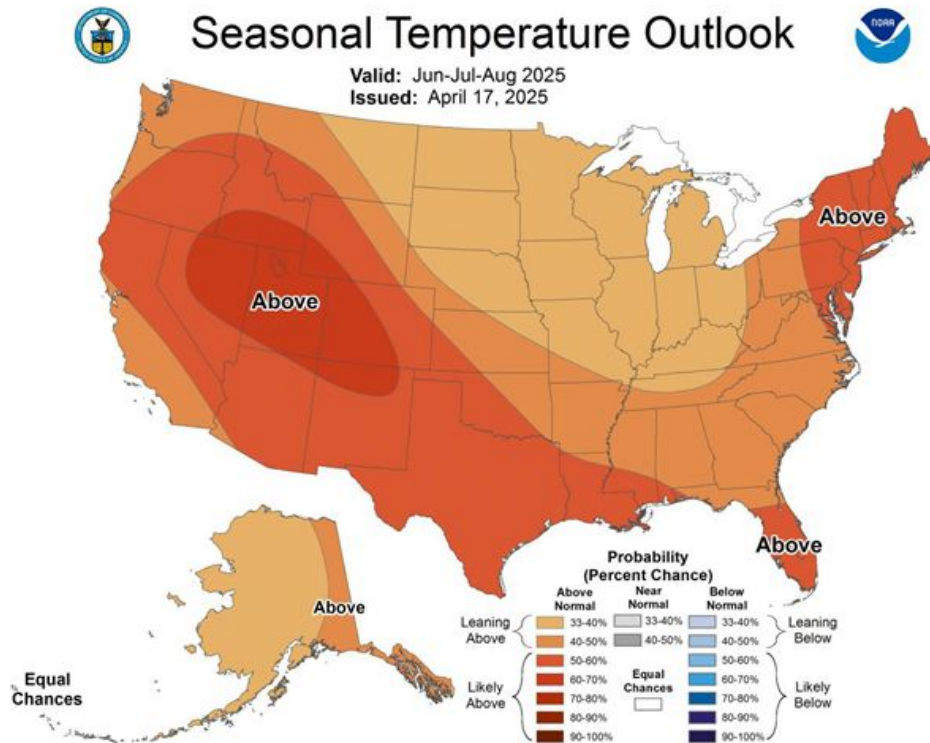 Seasonal Temperature Outlook
NOAA
Valid: Jun-Jul-Aug 2025
Issued: April 17, 2025
Above
Above
Above
Above
Equal
Chances
Probability
(Percent Chance)
Above
Normal
Near
Normal
Below
Normal
Leaning
Above
33-40%
40-50%
33-40%
40-50%
33-40%
40-50%
Leaning
Below
Likely
Above
50-60%
60-70%
70-80%
80-90%
90-100%
Equal
Chances
50-60%
60-70%
70-80%
80-90%
90-100%
Likely
Below